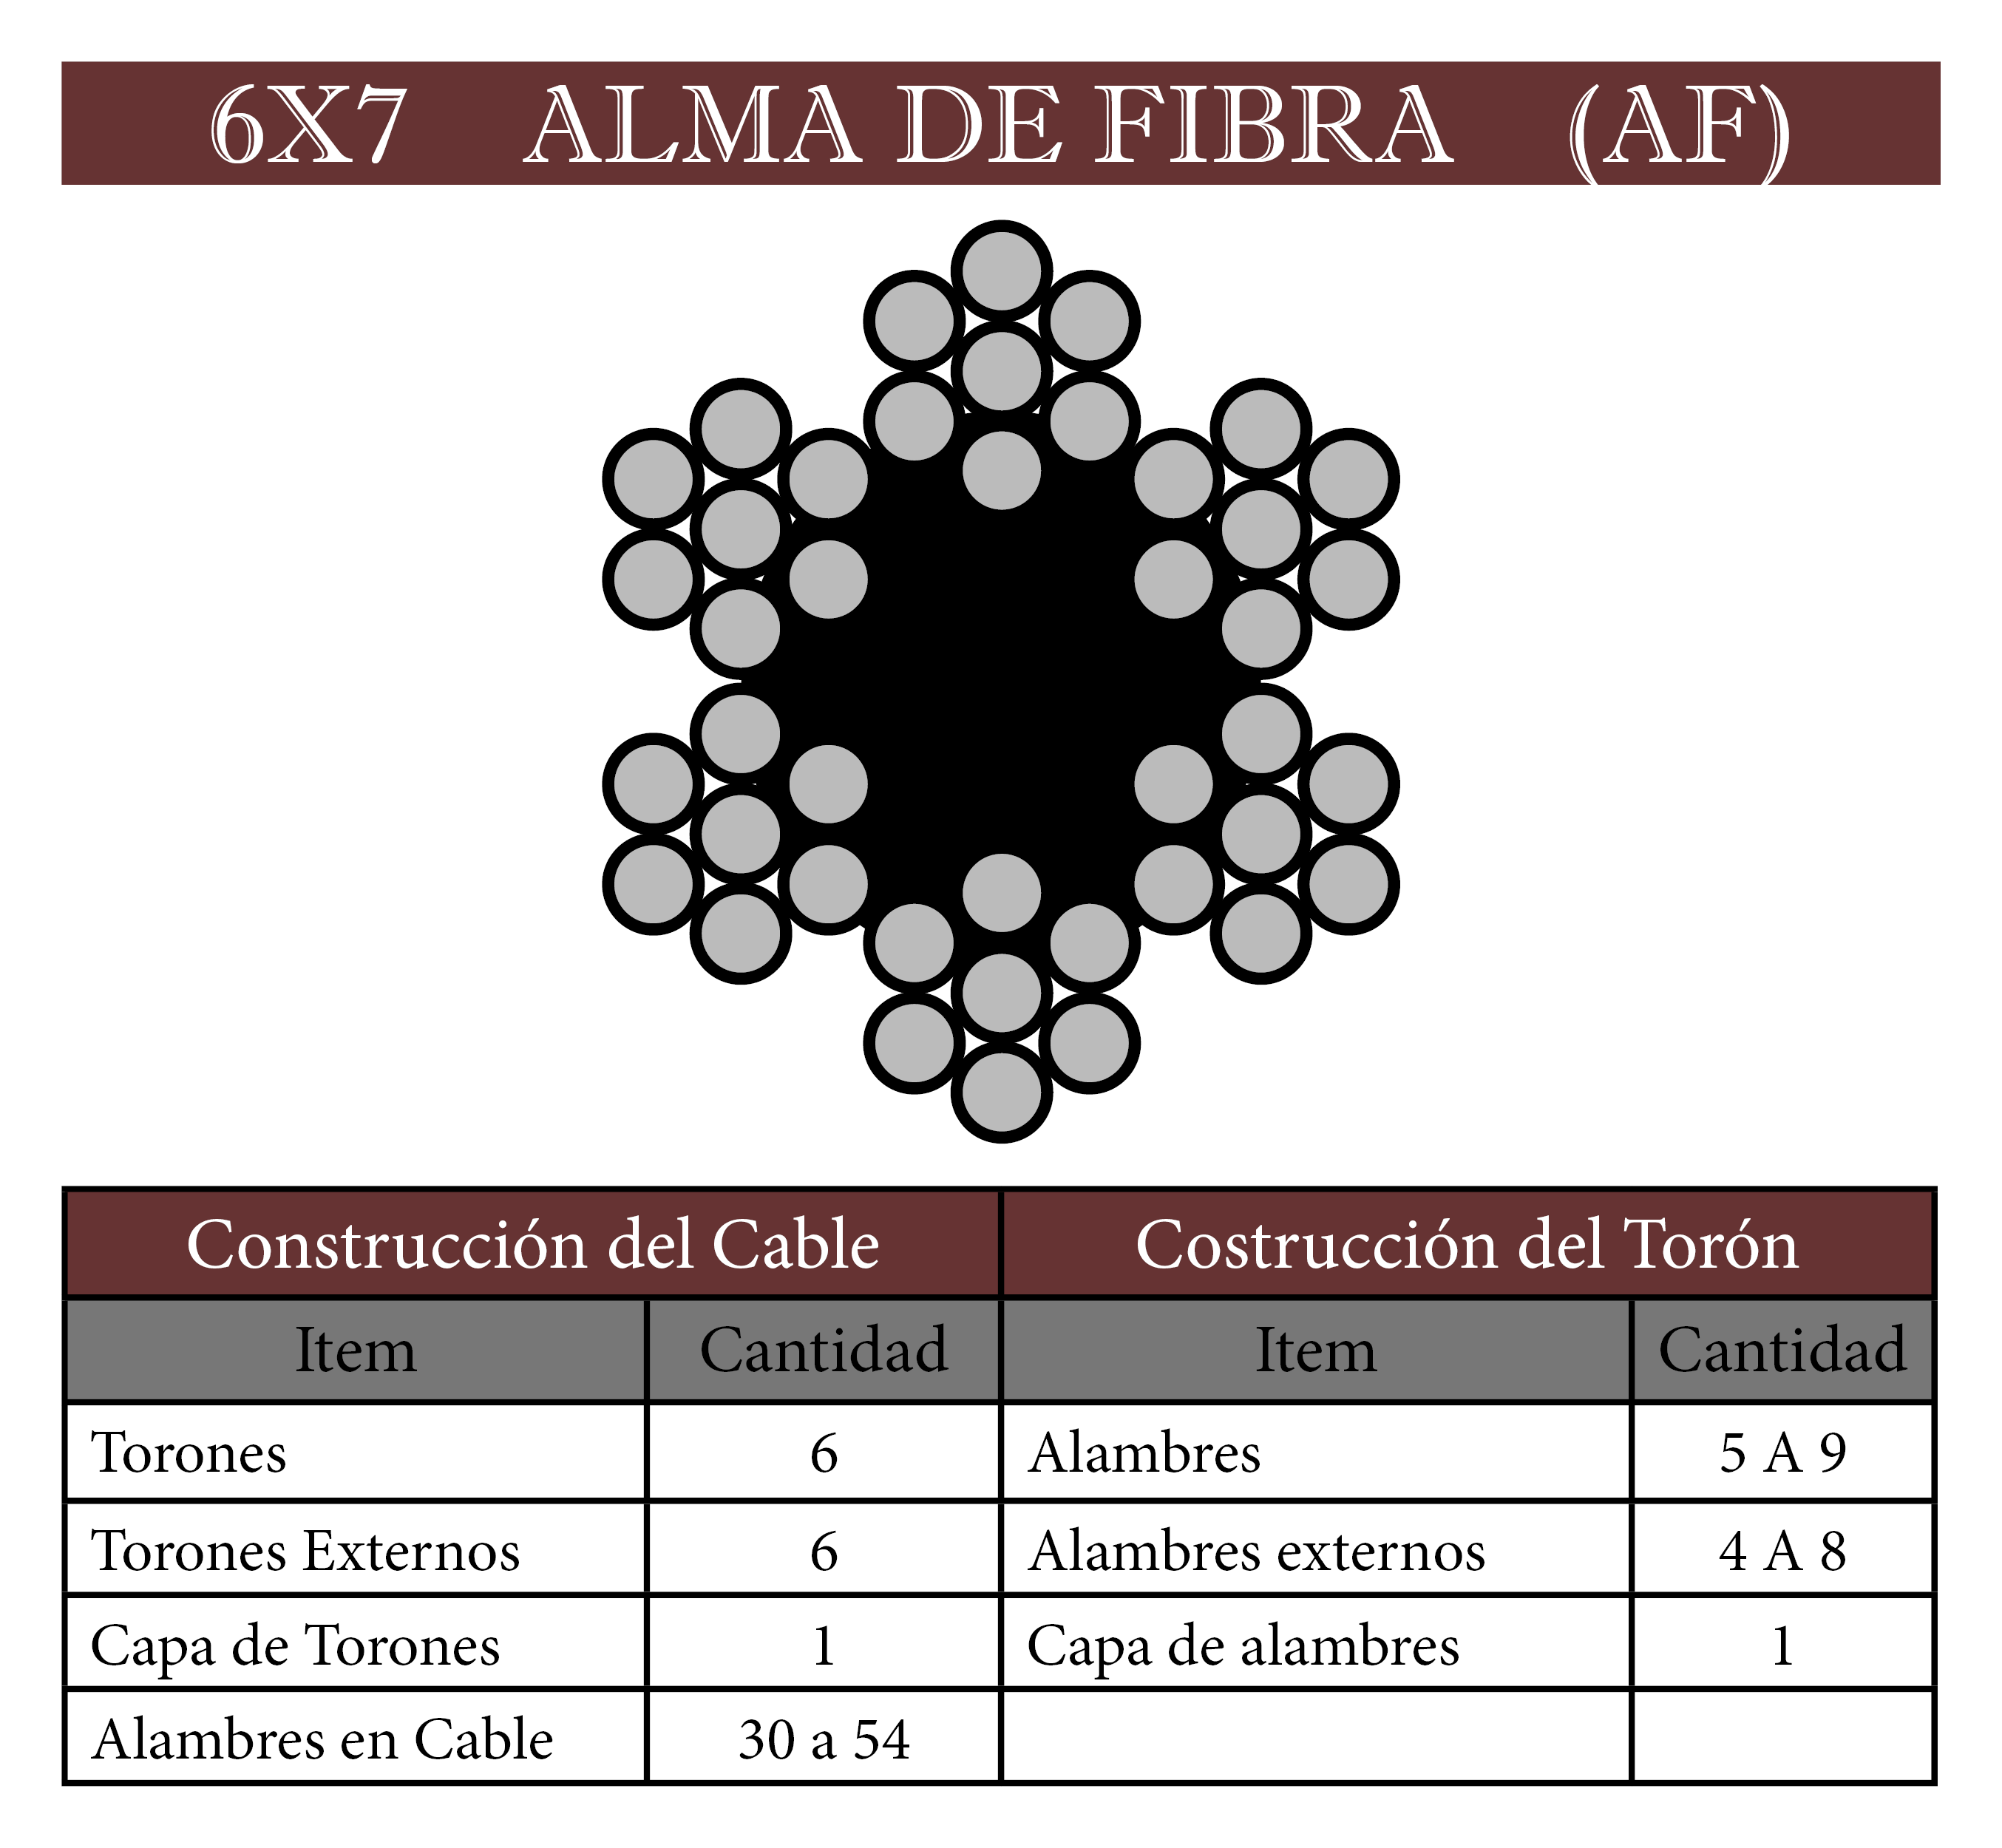 6X7 ALMA DE FIBRA (AF)
Construcción del Cable Costrucción del Torón
Item Cantidad Item Cantidad
Torones 6 Alambres 5 A 9
Torones Externos 6 Alambres externos 4 A 8
Capa de Torones 1 Capa de alambres 1
Alambres en Cable 30 a 54